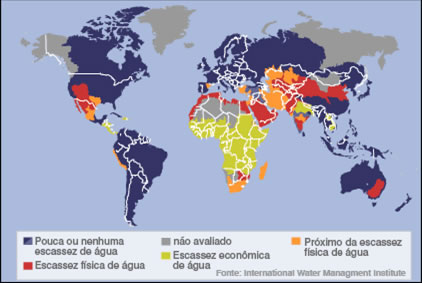 Pouca ou nenhuma
escassez de água
Escassez física de água
não avaliado
Escassez econômica
de água
Próximo da escassez
física de água
Fonte: International Water Managment Institute